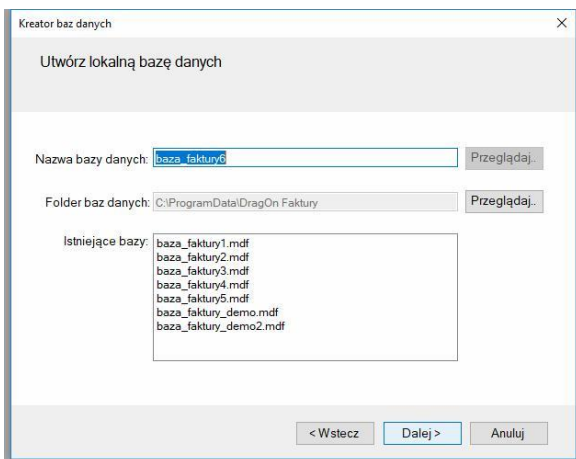 Kreator baz danych
Utwórz lokalną bazę danych
Nazwa bazy danych: baza_faktury6 Przeglądaj..
Folder baz danych: C:\ProgramData\DragOn Faktury Przeglądaj..
Istniejące bazy: baza_faktury1.mdf
baza_faktury2.mdf
baza_faktury3.mdf
baza_faktury4.mdf
baza_faktury5.mdf
baza_faktury_demo.mdf
baza_faktury_demo2.mdf
< Wstecz Dalej > Anuluj